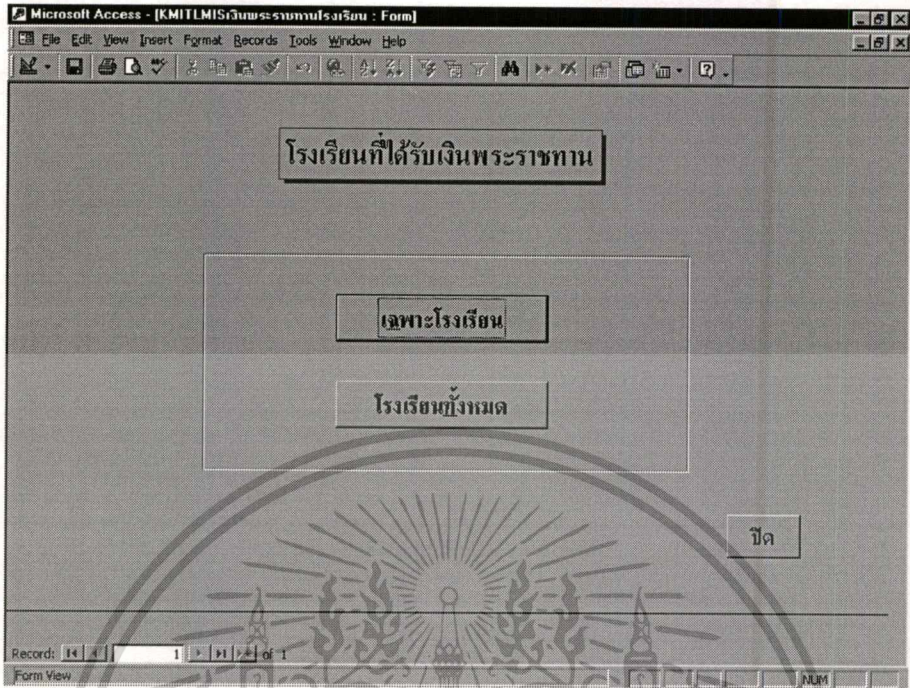 Microsoft Access - [KMITLMISเงินพระราชทานโรงเรียน : Form]
File Edit View Insert Format Records Tools Window Help
โรงเรียนที่ได้รับเงินพระราชทาน
เฉพาะโรงเรียน
โรงเรียนทั้งหมด
ปิด
Record: 1 of 1
Form View NUM